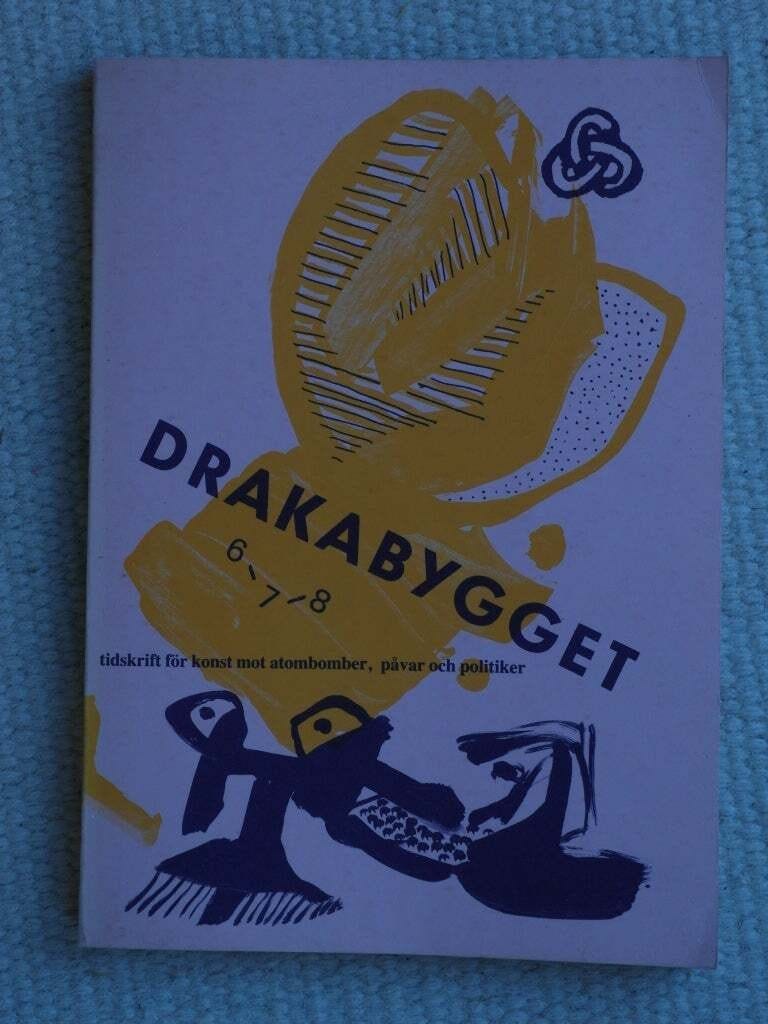 DRAKABYGGET
6-7-8
tidskrift för konst mot atombomber, påvar och politiker